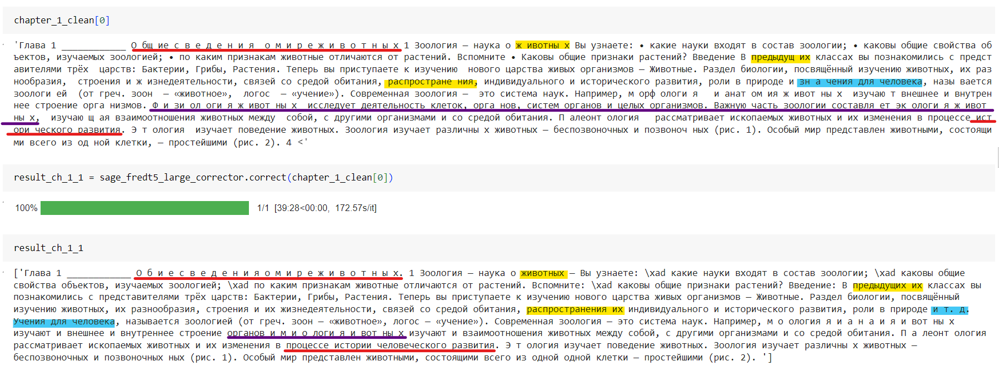 chapter_1_clean[0]
'Глава 1 ____________ О бщ ие с в е д е н и я  о м и р е ж и в о т н ы х 1 Зоология — наука о ж ивотны х Вы узнаете: • какие науки входят в состав зоологии; • каковы общие свойства об
ъектов, изучаемых зоологией; • по каким признакам животные отличаются от растений. Вспомните • Каковы общие признаки растений? Введение В предыдущ их классах вы познакомились с предст
авителями трёх  царств: Бактерии, Грибы, Растения. Теперь вы приступаете к изучению  нового царства живых организмов — Животные. Раздел биологии, посвящённый изучению животных, их раз
нообразия,  строения и ж изнедеятельности, связей со средой обитания, распростране ния, индивидуального и исторического развития, роли в природе и зн а чения для человека, назы вается
зоологи ей  (от греч. зоон  — «животное»,  логос  — «учение»). Современная зоология —  это система наук. Например, м орф ологи я   и анат ом ия ж ивот ны х  изучаю т внешнее и внутрен
нее строение орга низмов. Ф и зи ол оги я ж ивот ны х  исследует деятельность клеток, орга нов, систем органов и целых организмов. Важную часть зоологии составля ет эк ологи я ж ивот
ны х,  изучаю щ ая взаимоотношения животных между  собой, с другими организмами и со средой обитания. П алеонт ология   рассматривает ископаемых животных и их изменения в процессе ист
ори ческого развития. Э т ология  изучает поведение животных. Зоология изучает различны х животных — беспозвоночных и позвоноч ных (рис. 1). Особый мир представлен животными, состоящи
ми всего из од ной клетки, — простейшими (рис. 2). 4 <'
result_ch_1_1 = sage_fredt5_large_corrector.correct(chapter_1_clean[0])
100% 1/1 [39:28<00:00, 172.57s/it]
result_ch_1_1
['Глава 1 ____________ О б и е с в е д е н и я о м и р е ж и в о т н ы х. 1 Зоология — наука о животных — Вы узнаете: \xad какие науки входят в состав зоологии; \xad каковы общие
свойства объектов, изучаемых зоологией; \xad по каким признакам животные отличаются от растений. Вспомните: \xad каковы общие признаки растений? Введение: В предыдущих их классах вы
познакомились с представителями трёх царств: Бактерии, Грибы, Растения. Теперь вы приступаете к изучению нового царства живых организмов — Животные. Раздел биологии, посвящённый
изучению животных, их разнообразия, строения и их жизнедеятельности, связей со средой обитания, распространения их индивидуального и исторического развития, роли в природе и т. д.
Учения для человека, называется зоологией (от греч. зоон — «животное», логос — «учение»). Современная зоология — это система наук. Например, м о ология я и а н а и я и вот ны х
изучают и внешнее и внутреннее строение органов и м и о логи я и вот ны х изучают и взаимоотношения животных между собой, с другими организмами и со средой обитания. П а леонт ология
рассматривает ископаемых животных и их изменения в процессе истории человеческого развития. Э т ология изучает поведение животных. Зоология изучает различны х животных —
беспозвоночных и позвоночных ных (рис. 1). Особый мир представлен животными, состоящими всего из одной одной клетки — простейшими (рис. 2). ']